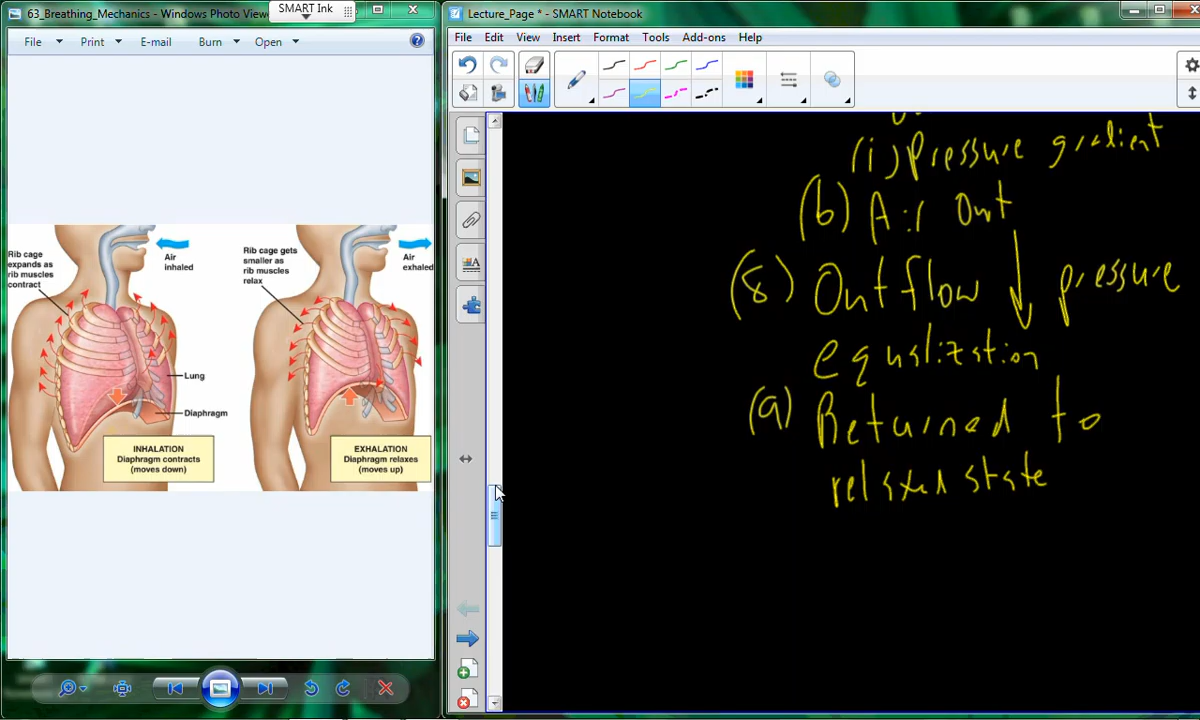 63_Breathing_Mechanics - Windows Photo Viewe
SMART Ink
File Print E-mail Burn Open
Rib cage
expands as
rib muscles
contract
Air
inhaled
Rib cage gets
smaller as
rib muscles
relax
Air
exhaled
Lung
Diaphragm
INHALATION
Diaphragm contracts
(moves down)
EXHALATION
Diaphragm relaxes
(moves up)
Lecture_Page * - SMART Notebook
File Edit View Insert Format Tools Add-ons Help
(i) Pressure gradient
(b) Air Out
(8) Outflow ↓ pressure
equalization
(9) Returned to
relaxed state